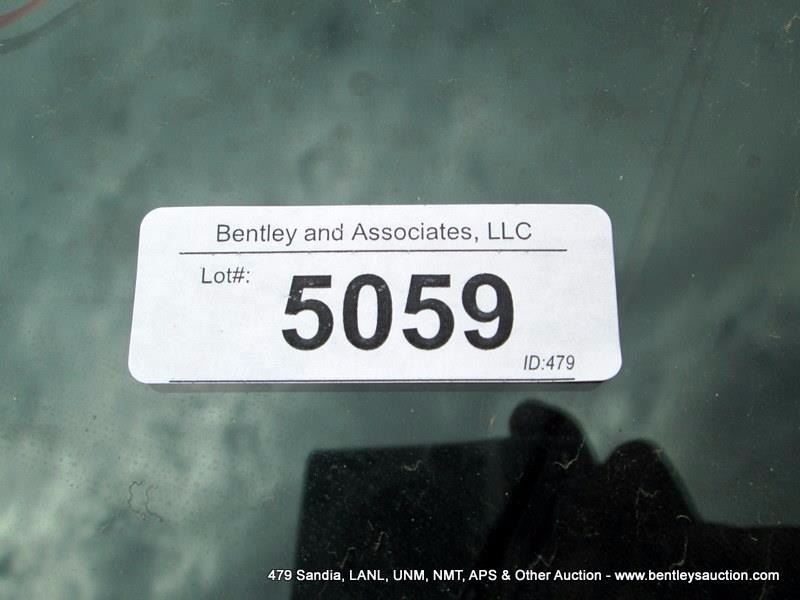 Bentley and Associates, LLC
Lot#:
5059
ID:479
479 Sandia, LANL, UNM, NMT, APS & Other Auction - www.bentleysauction.com